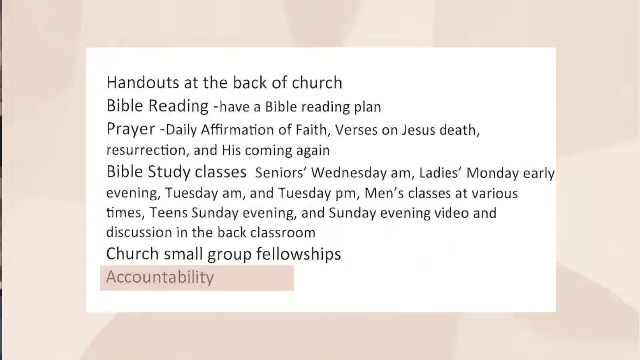 Handouts at the back of church
Bible Reading -have a Bible reading plan
Prayer -Daily Affirmation of Faith, Verses on Jesus death,
resurrection, and His coming again
Bible Study classes  Seniors’ Wednesday am, Ladies’ Monday early
evening, Tuesday am, and Tuesday pm, Men’s classes at various
times, Teens Sunday evening, and Sunday evening video and
discussion in the back classroom
Church small group fellowships
Accountability